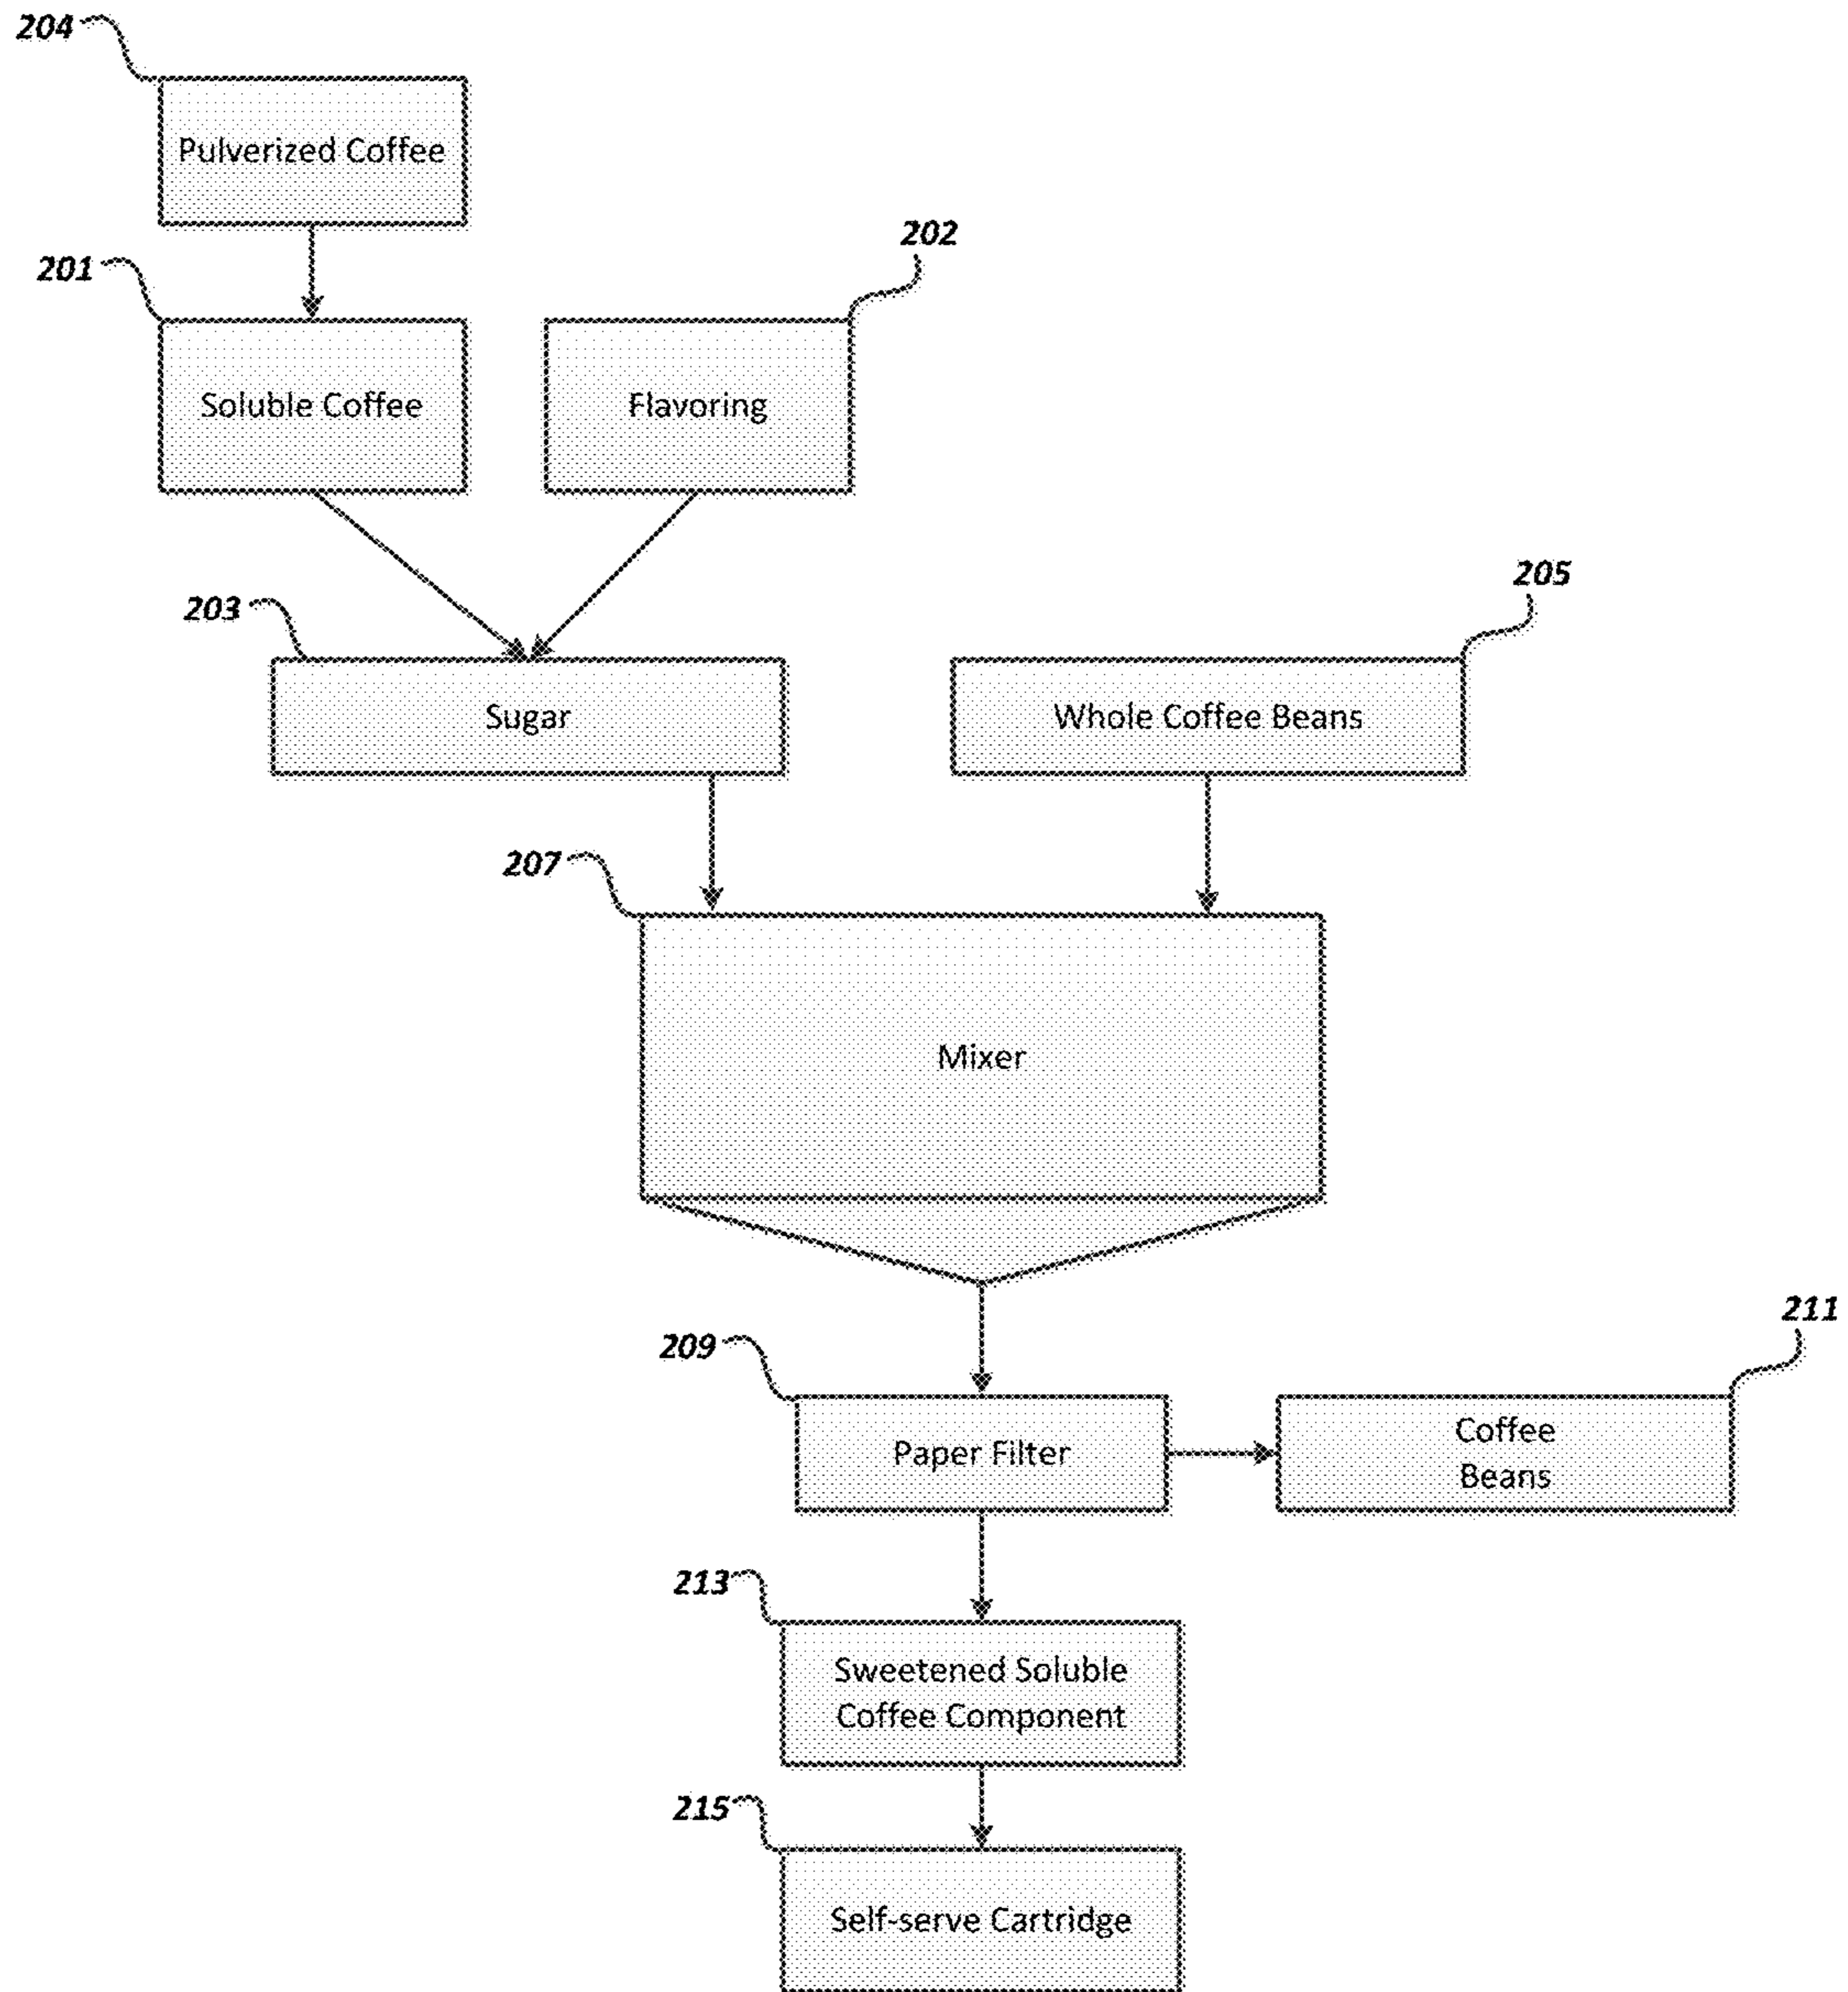 204
Pulverized Coffee
202
201
Soluble Coffee
Flavoring
205
203
Sugar
Whole Coffee Beans
207
Mixer
211
209
Coffee
Beans
Paper Filter
213
Sweetened Soluble
Coffee Component
215
Self-serve Cartridge